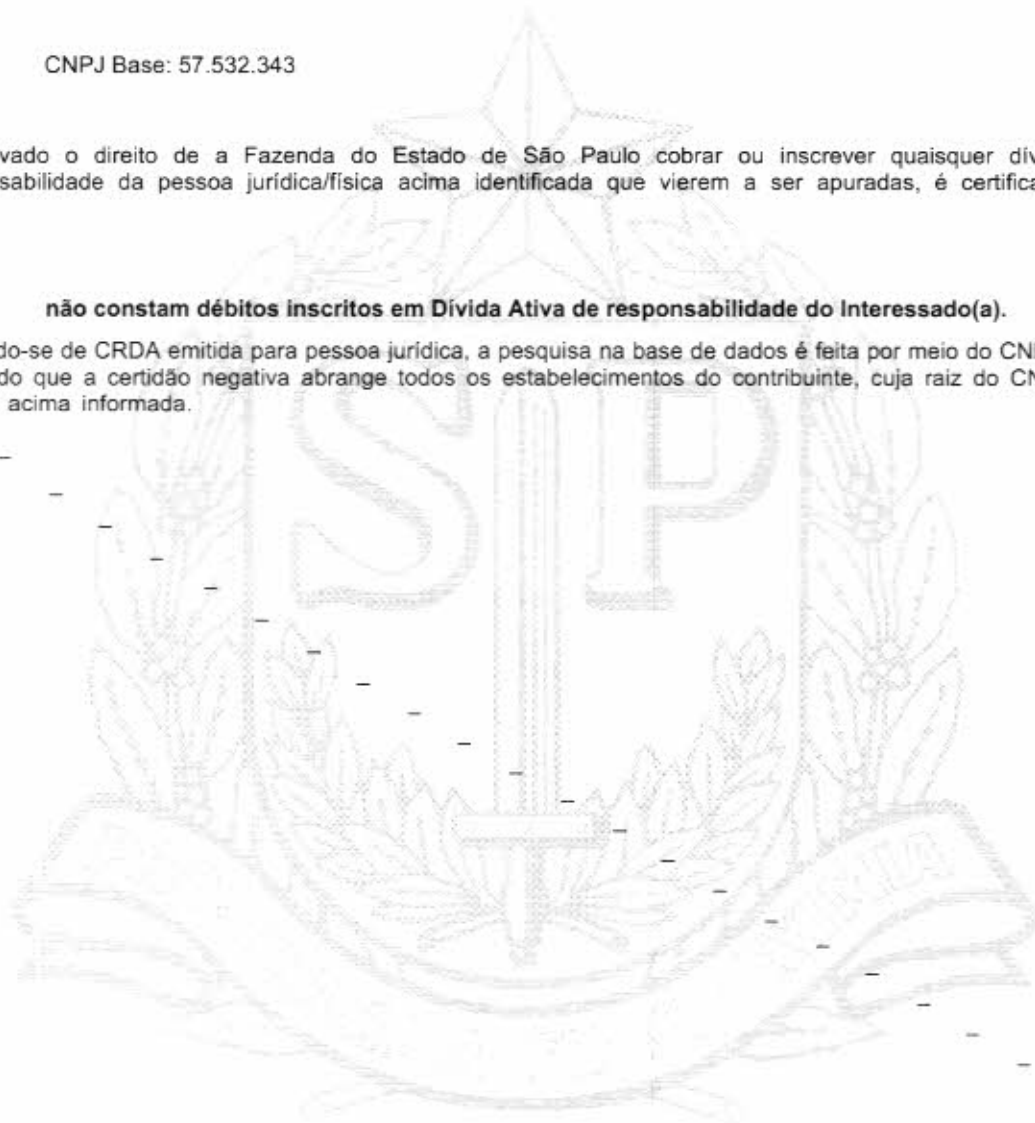 CNPJ Base: 57.532.343
vado o direito de a Fazenda do Estado de São Paulo cobrar ou inscrever quaisquer dív
sabilidade da pessoa jurídica/física acima identificada que vierem a ser apuradas, é certifica
não constam débitos inscritos em Dívida Ativa de responsabilidade do Interessado(a).
do-se de CRDA emitida para pessoa jurídica, a pesquisa na base de dados é feita por meio do CN
do que a certidão negativa abrange todos os estabelecimentos do contribuinte, cuja raiz do CN
acima informada.
SP